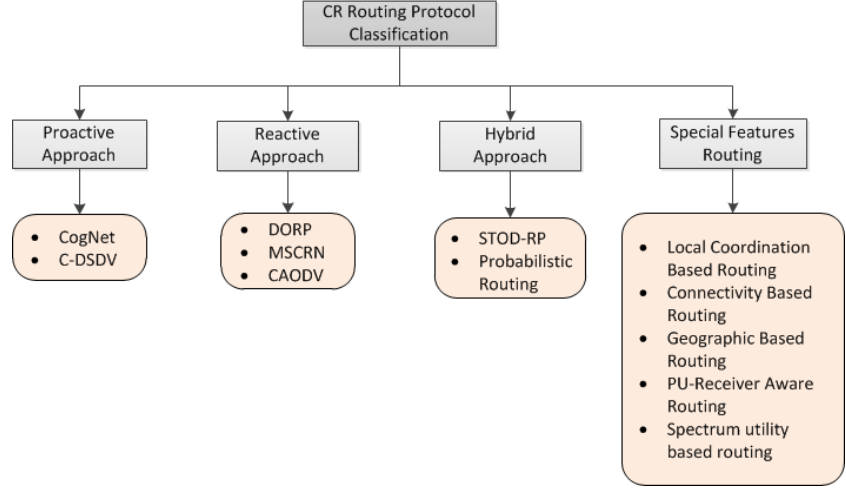 CR Routing Protocol
Classification
Proactive
Approach
Reactive
Approach
Hybrid
Approach
Special Features
Routing
• CogNet
• C-DSDV
• DORP
• MSCRN
• CAODV
• STOD-RP
• Probabilistic
Routing
• Local Coordination
Based Routing
• Connectivity Based
Routing
• Geographic Based
Routing
• PU-Receiver Aware
Routing
• Spectrum utility
based routing